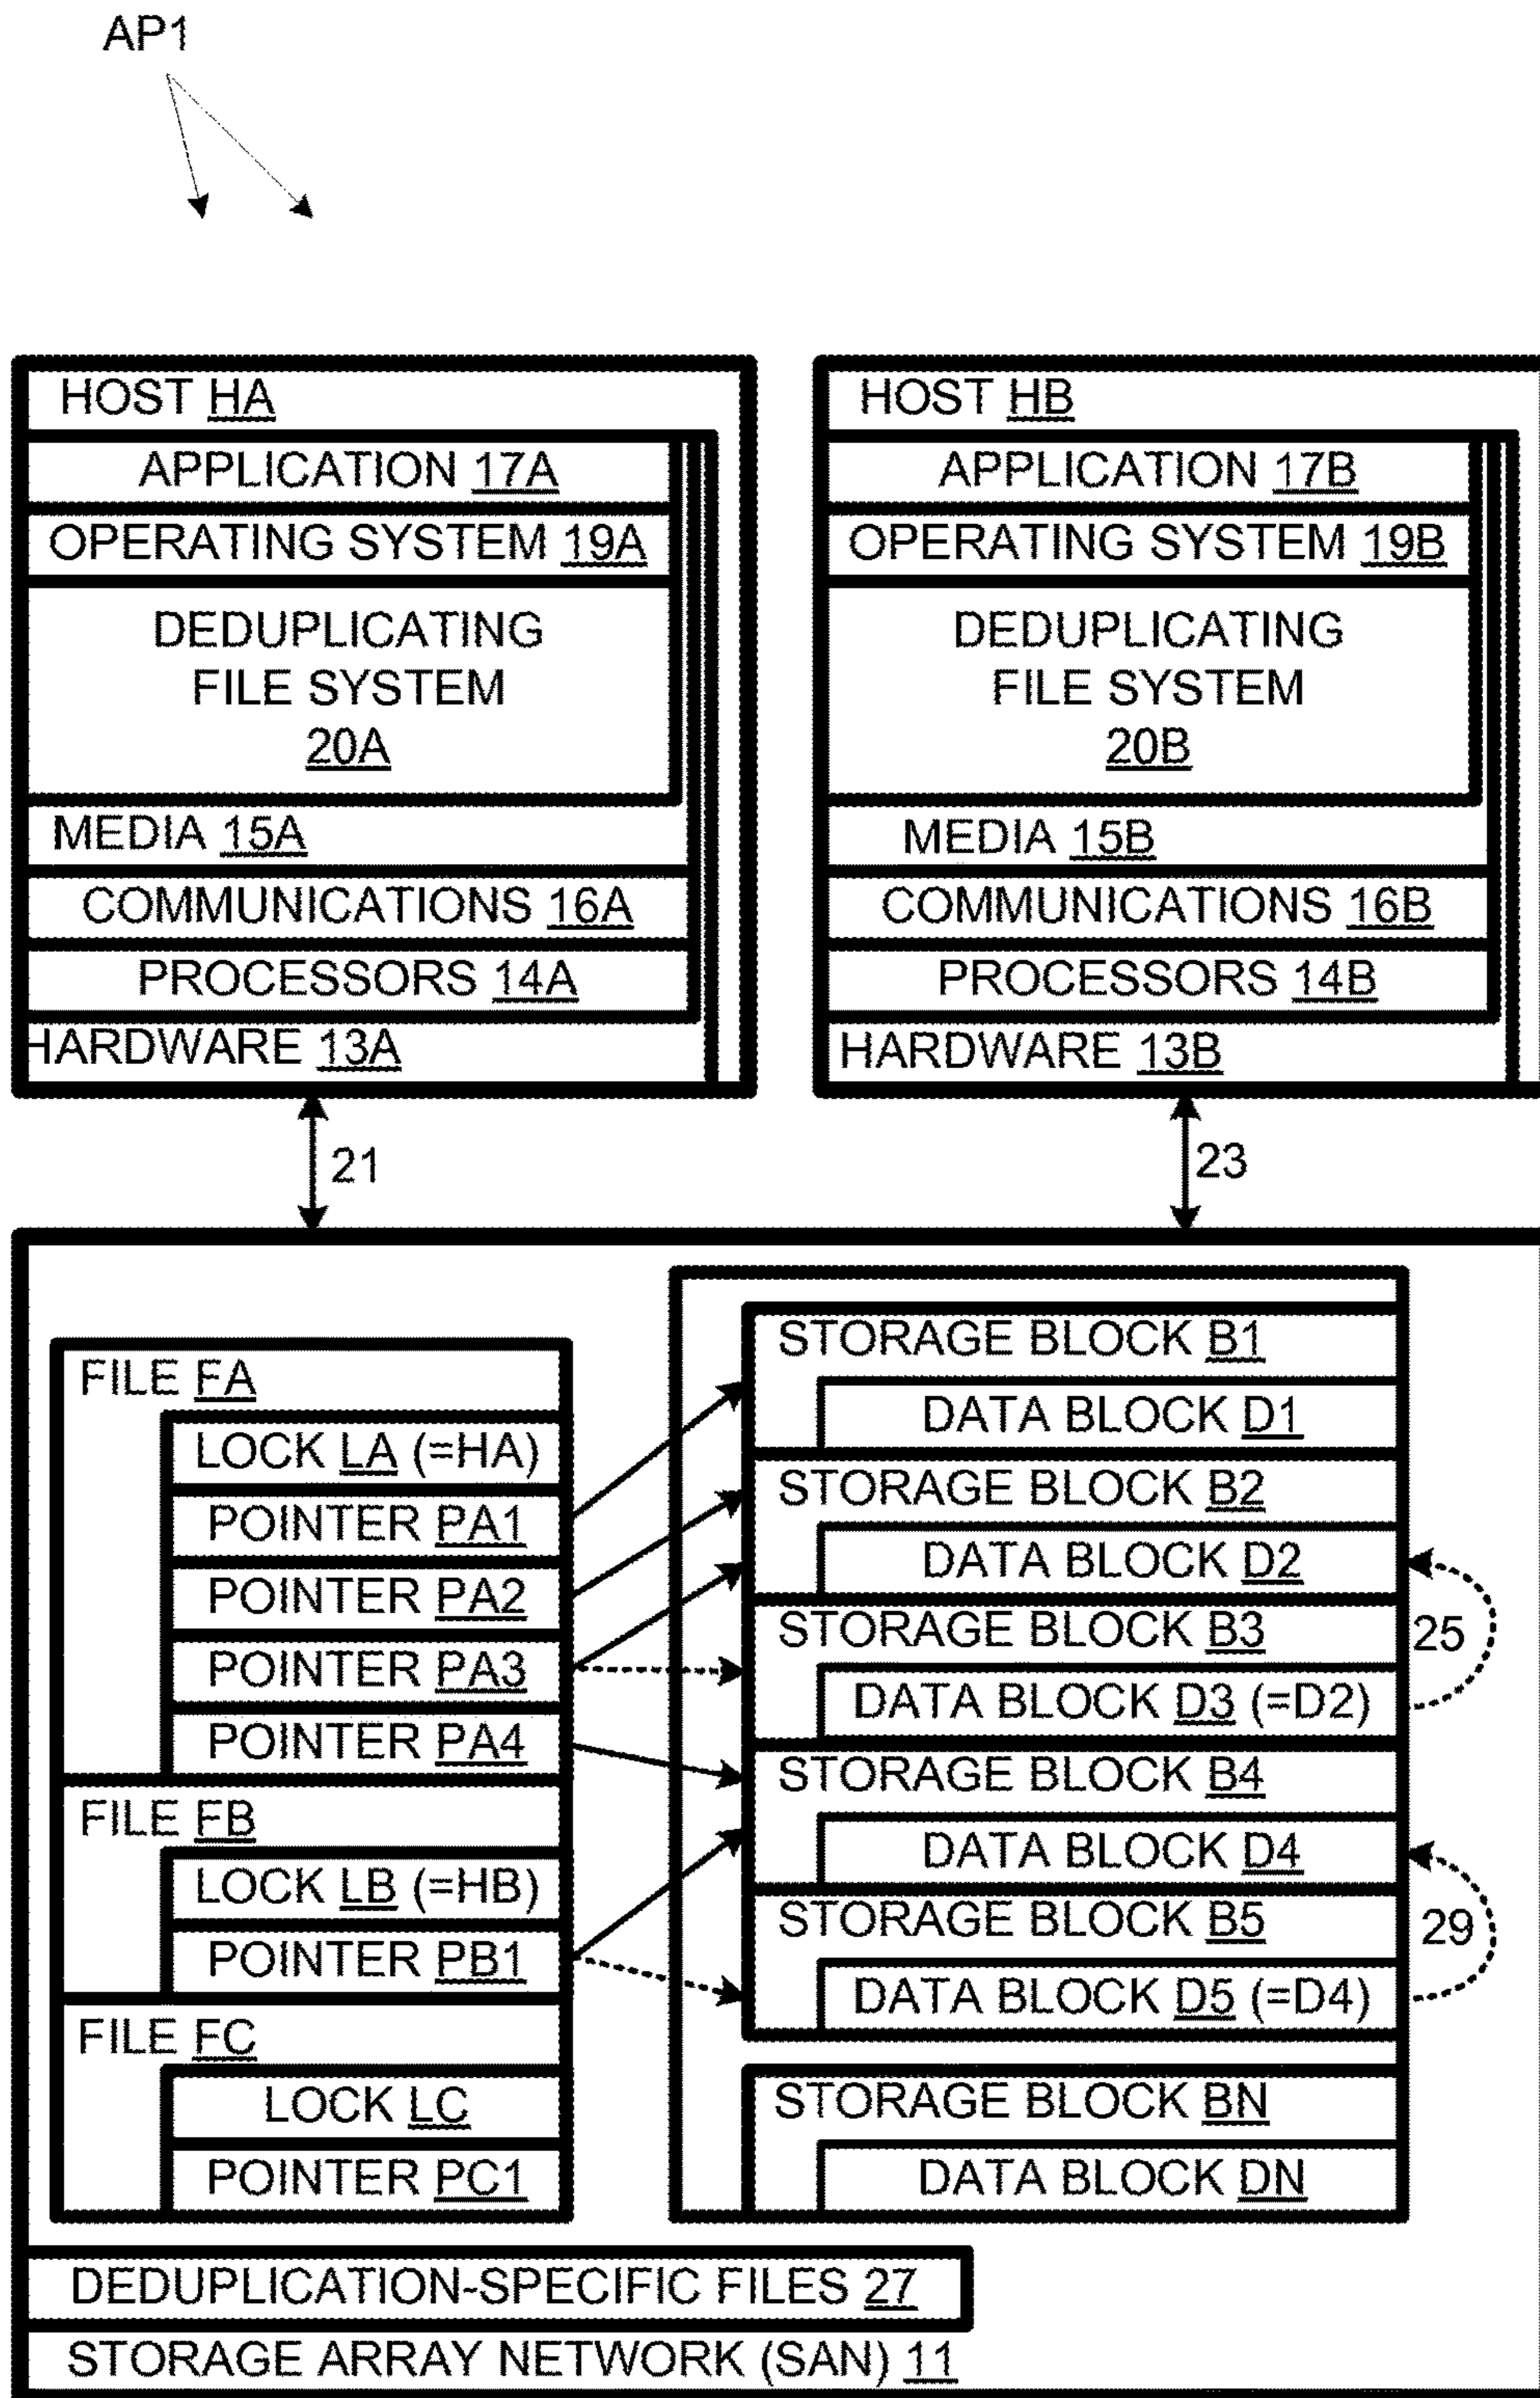 AP1
HOST HA
APPLICATION 17A
OPERATING SYSTEM 19A
DEDUPLICATING
FILE SYSTEM
20A
MEDIA 15A
COMMUNICATIONS 16A
PROCESSORS 14A
HARDWARE 13A
HOST HB
APPLICATION 17B
OPERATING SYSTEM 19B
DEDUPLICATING
FILE SYSTEM
20B
MEDIA 15B
COMMUNICATIONS 16B
PROCESSORS 14B
HARDWARE 13B
21
23
FILE FA
LOCK LA (=HA)
POINTER PA1
POINTER PA2
POINTER PA3
POINTER PA4
FILE FB
LOCK LB (=HB)
POINTER PB1
FILE FC
LOCK LC
POINTER PC1
STORAGE BLOCK B1
DATA BLOCK D1
STORAGE BLOCK B2
DATA BLOCK D2
STORAGE BLOCK B3
DATA BLOCK D3 (=D2)
STORAGE BLOCK B4
DATA BLOCK D4
STORAGE BLOCK B5
DATA BLOCK D5 (=D4)
STORAGE BLOCK BN
DATA BLOCK DN
25
29
DEDUPLICATION-SPECIFIC FILES 27
STORAGE ARRAY NETWORK (SAN) 11